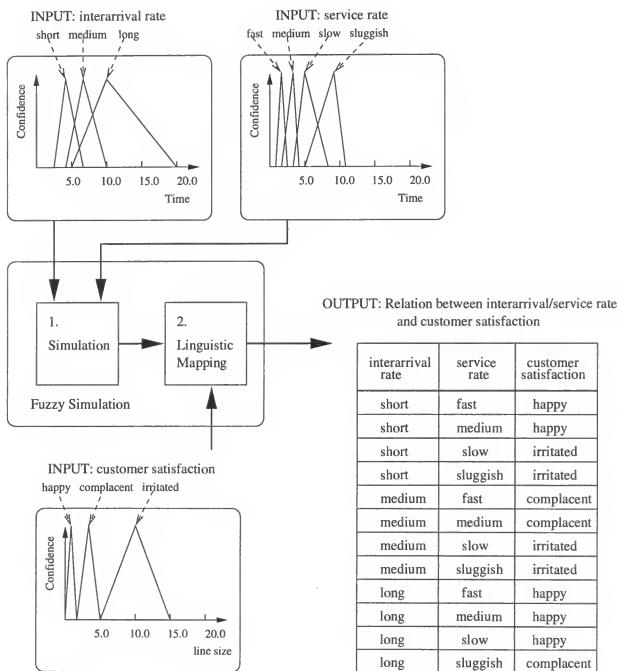 INPUT: interarrival rate
short medium long
Confidence
5.0 10.0 15.0 20.0
Time
INPUT: service rate
fast medium slow sluggish
Confidence
5.0 10.0 15.0 20.0
Time
1.
Simulation
2.
Linguistic
Mapping
Fuzzy Simulation
INPUT: customer satisfaction
happy complacent irritated
Confidence
5.0 10.0 15.0 20.0
line size
OUTPUT: Relation between interarrival/service rate
and customer satisfaction
interarrival rate service rate customer satisfaction
short fast happy
short medium happy
short slow irritated
short sluggish irritated
medium fast complacent
medium medium complacent
medium slow irritated
medium sluggish irritated
long fast happy
long medium happy
long slow happy
long sluggish complacent